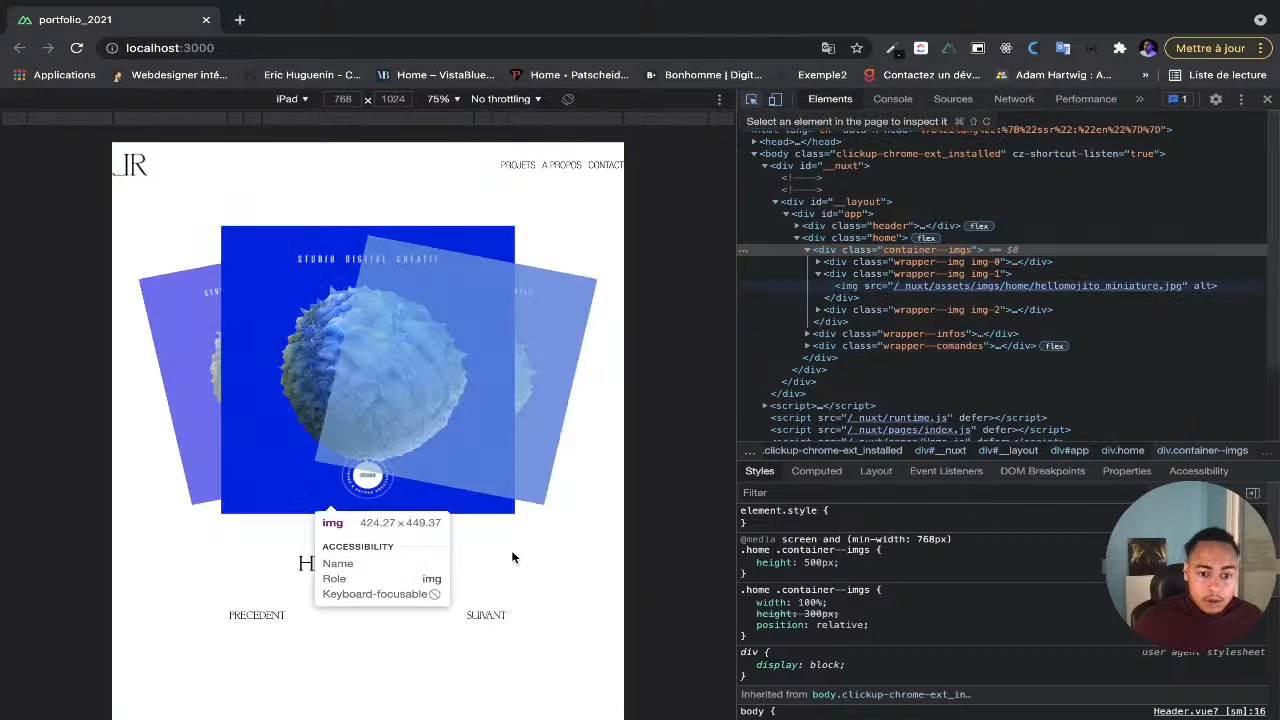 portfolio_2021
localhost:3000
Mettre à jour
Applications
Webdesigner inté...
Eric Huguenin - C...
Home – VistaBlue...
Home • Patscheid...
Bonhomme | Digit...
Exemple2
Contactez un dév...
Adam Hartwig : A...
»
Liste de lecture
iPad
768
x
1024
75%
No throttling
Elements
Console
Sources
Network
Performance
»
1
Select an element in the page to inspect it ⌘ ⇧ C
<head>…</head>
<body class="clickup-chrome-ext_installed" cz-shortcut-listen="true">
<div id="__nuxt">
<!---->
<!---->
<div id="__layout">
<div id="app">
<div class="header">…</div> flex
<div class="home"> flex
… <div class="container--imgs"> == $0
<div class="wrapper--img img-0">…</div>
<div class="wrapper--img img-1">
<img src="/_nuxt/assets/imgs/home/hellomojito_miniature.jpg" alt>
</div>
<div class="wrapper--img img-2">…</div>
</div>
<div class="wrapper--infos">…</div>
<div class="wrapper--comandes">…</div> flex
</div>
</div>
</div>
</div>
<script>…</script>
<script src="/_nuxt/runtime.js" defer></script>
<script src="/_nuxt/pages/index.js" defer></script>
... .clickup-chrome-ext_installed div#__nuxt div#__layout div#app div.home div.container--imgs ...
Styles
Computed
Layout
Event Listeners
DOM Breakpoints
Properties
Accessibility
Filter
element.style {
}
@media screen and (min-width: 768px)
.home .container--imgs {
height: 500px;
}
.home .container--imgs {
width: 100%;
height: 300px;
position: relative;
}
div {
user agent stylesheet
display: block;
}
Inherited from body.clickup-chrome-ext_in…
body {
Header.vue?_[sm]:16
JR
PROJETS
A PROPOS
CONTACT
STUDIO DIGITAL CREATIF
img
424.27 × 449.37
ACCESSIBILITY
Name
Role
img
Keyboard-focusable
PRECEDENT
SUIVANT